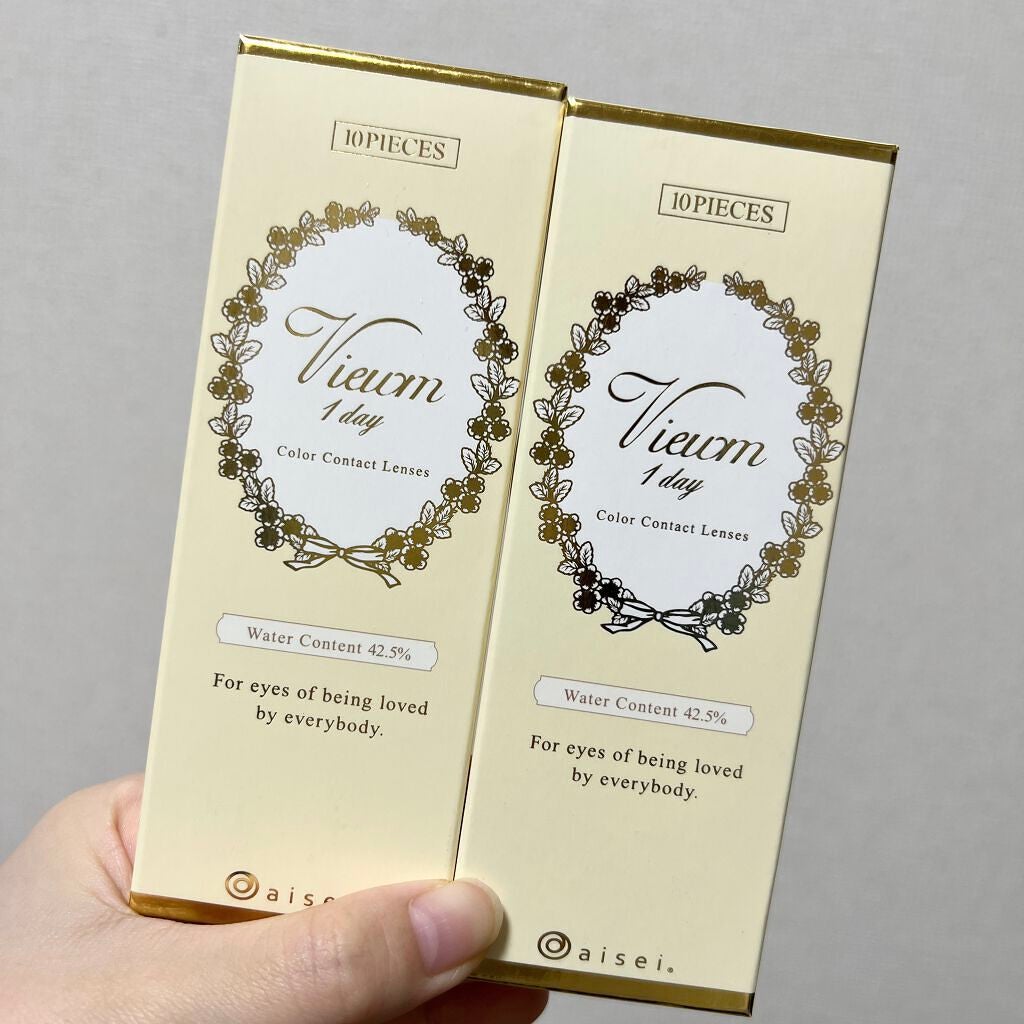 10PIECES
Vieum
1 day
Color Contact Lenses
Water Content 42.5%
For eyes of being loved
by everybody.
aise
10PIECES
Vieum
1 day
Color Contact Lenses
Water Content 42.5%
For eyes of being loved
by everybody.
aisei®